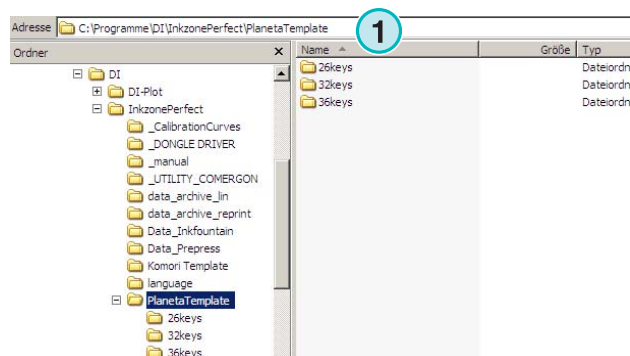 Adresse C:\Programme\DI\InkzonePerfect\PlanetaTemplate
1
Ordner x Name Größe Typ
DI
DI-Plot
InkzonePerfect
_CalibrationCurves
_DONGLE DRIVER
_manual
_UTILITY_COMERGON
data_archive_lin
data_archive_reprint
Data_Inkfountain
Data_Prepress
Komori Template
language
PlanetaTemplate
26keys
32keys
36keys
26keys Dateiordn
32keys Dateiordn
36keys Dateiordn